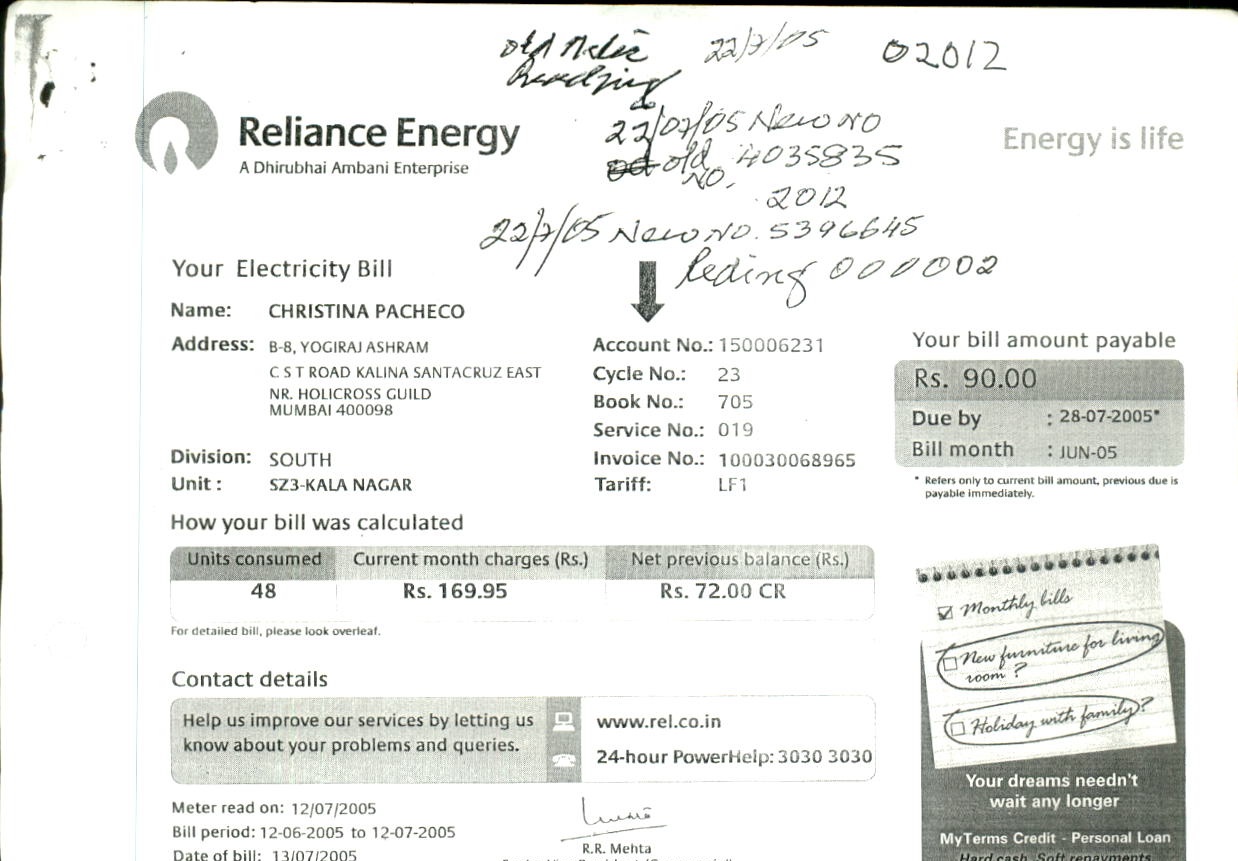 old Meter 22/7/05 02012
Reading
22/07/05 New NO
old 4035835
NO.
2012
22/7/05 New NO. 5396645
Reding 000002
Reliance Energy
A Dhirubhai Ambani Enterprise
Energy is life
Your Electricity Bill
Name: CHRISTINA PACHECO
Address: B-8, YOGIRAJ ASHRAM
C S T ROAD KALINA SANTACRUZ EAST
NR. HOLICROSS GUILD
MUMBAI 400098
Division: SOUTH
Unit : SZ3-KALA NAGAR
Account No.: 150006231
Cycle No.: 23
Book No.: 705
Service No.: 019
Invoice No.: 100030068965
Tariff: LF1
Your bill amount payable
Rs. 90.00
Due by : 28-07-2005*
Bill month : JUN-05
* Refers only to current bill amount, previous due is
payable immediately.
How your bill was calculated
Units consumed Current month charges (Rs.) Net previous balance (Rs.)
48 Rs. 169.95 Rs. 72.00 CR
For detailed bill, please look overleaf.
Contact details
Help us improve our services by letting us
know about your problems and queries.
www.rel.co.in
24-hour PowerHelp: 3030 3030
Meter read on: 12/07/2005
Bill period: 12-06-2005 to 12-07-2005
Date of bill: 13/07/2005
R.R. Mehta
Monthly bills
New furniture for living
room ?
Holiday with family?
Your dreams needn't
wait any longer
MyTerms Credit - Personal Loan
Hard cash. Soft repayments